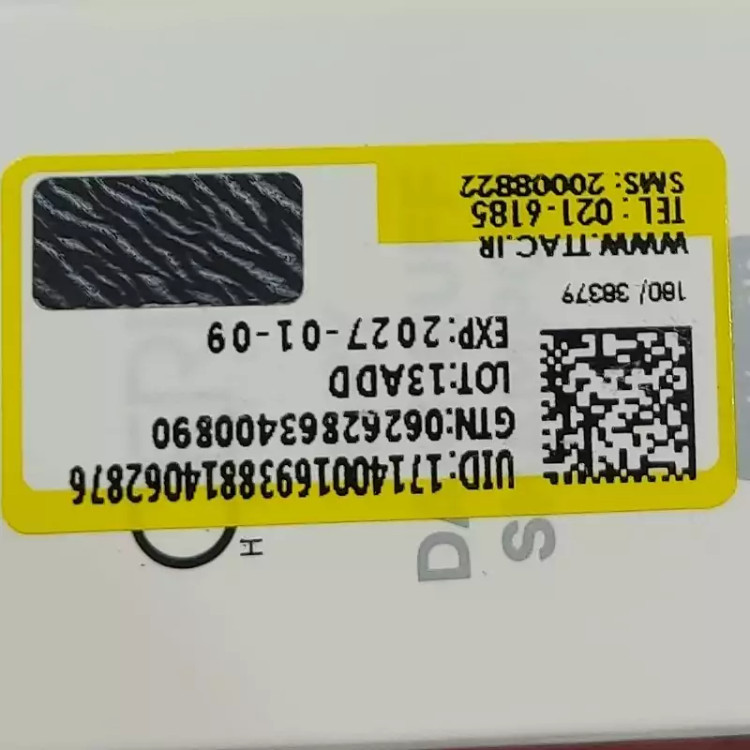 UID:17140016938814062876
GTN:06262863400890
LOT:13ADD
EXP:2027-01-09
180/ 38379
WWW.TTAC.IR
TEL : 021-6185
SMS: 20008822